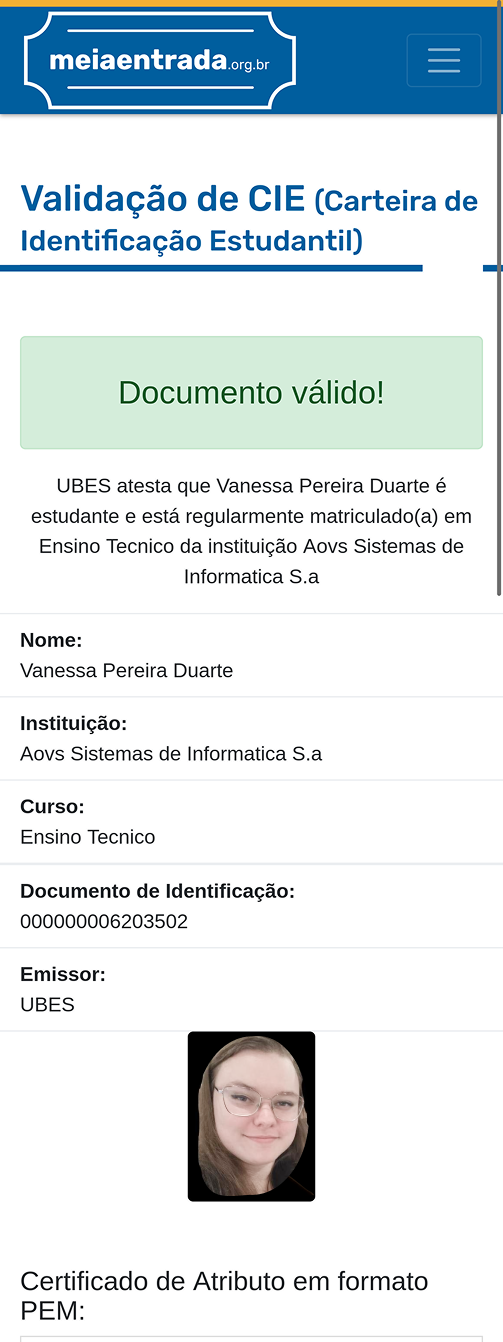 meiaentrada.org.br
Validação de CIE (Carteira de
Identificação Estudantil)
Documento válido!
UBES atesta que Vanessa Pereira Duarte é
estudante e está regularmente matriculado(a) em
Ensino Tecnico da instituição Aovs Sistemas de
Informatica S.a
Nome:
Vanessa Pereira Duarte
Instituição:
Aovs Sistemas de Informatica S.a
Curso:
Ensino Tecnico
Documento de Identificação:
000000006203502
Emissor:
UBES
Certificado de Atributo em formato
PEM: